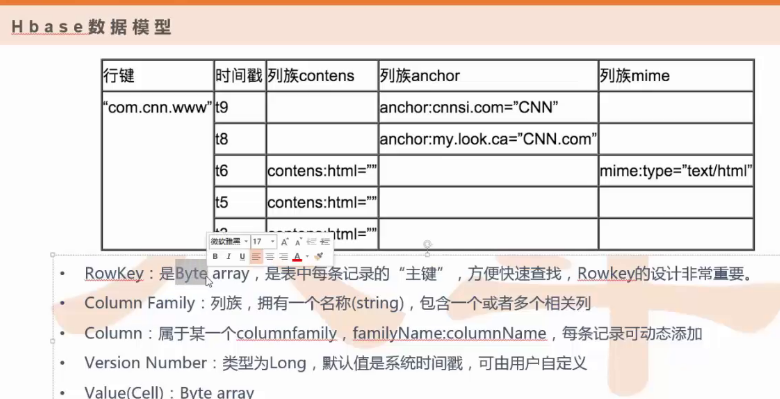 Hbase数据模型
行键 时间戳 列族contens 列族anchor 列族mime
“com.cnn.www” t9 anchor:cnnsi.com=”CNN”
t8 anchor:my.look.ca=”CNN.com”
t6 contens:html=”” mime:type=”text/html”
t5 contens:html=””
contens:html=””
微软雅黑 17 A A
B I U A
• RowKey：是Byte array，是表中每条记录的“主键”，方便快速查找，Rowkey的设计非常重要。
• Column Family：列族，拥有一个名称(string)，包含一个或者多个相关列
• Column：属于某一个columnfamily，familyName:columnName，每条记录可动态添加
• Version Number：类型为Long，默认值是系统时间戳，可由用户自定义
• Value(Cell)：Byte array